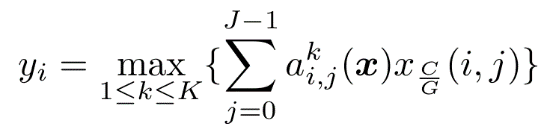 $y_i = \max_{1 \leq k \leq K} \{ \sum_{j=0}^{J-1} a_{i,j}^k(\boldsymbol{x}) x_{\frac{C}{G}}(i,j) \}$